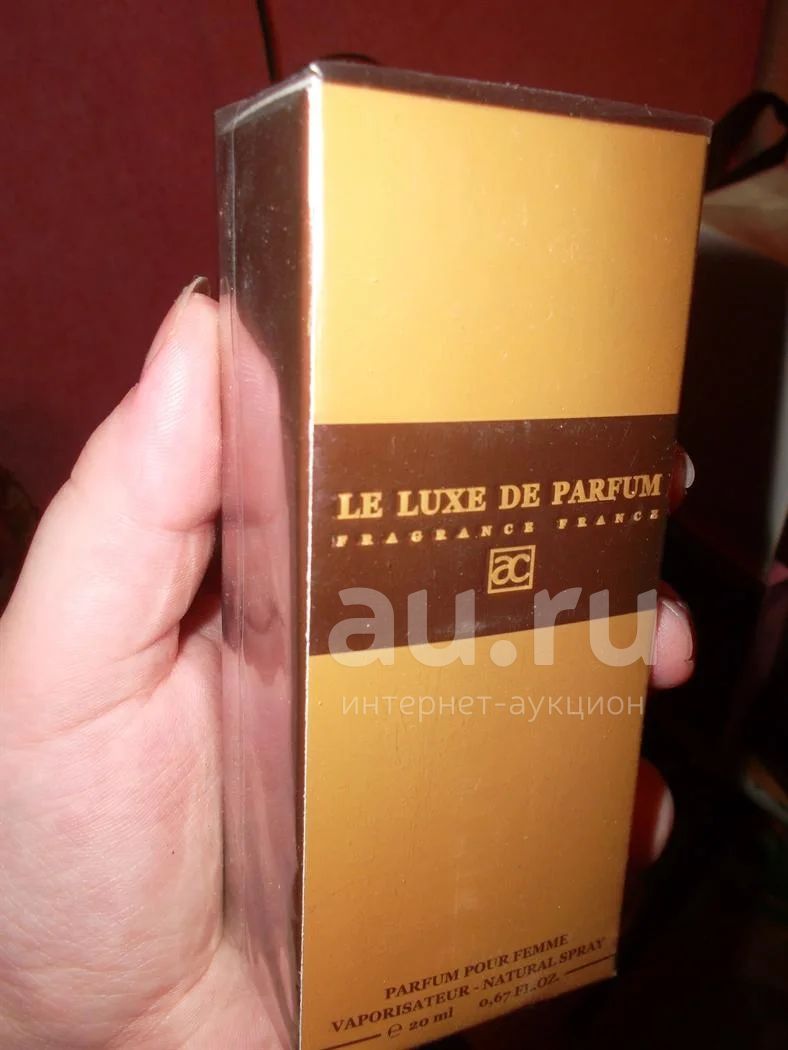 LE LUXE DE PARFUM
FRAGRANCE FRANCE
ac
au.ru
интернет-аукцион
PARFUM POUR FEMME
VAPORISATEUR - NATURAL SPRAY
℮ 20 ml 0,67 FL.OZ.